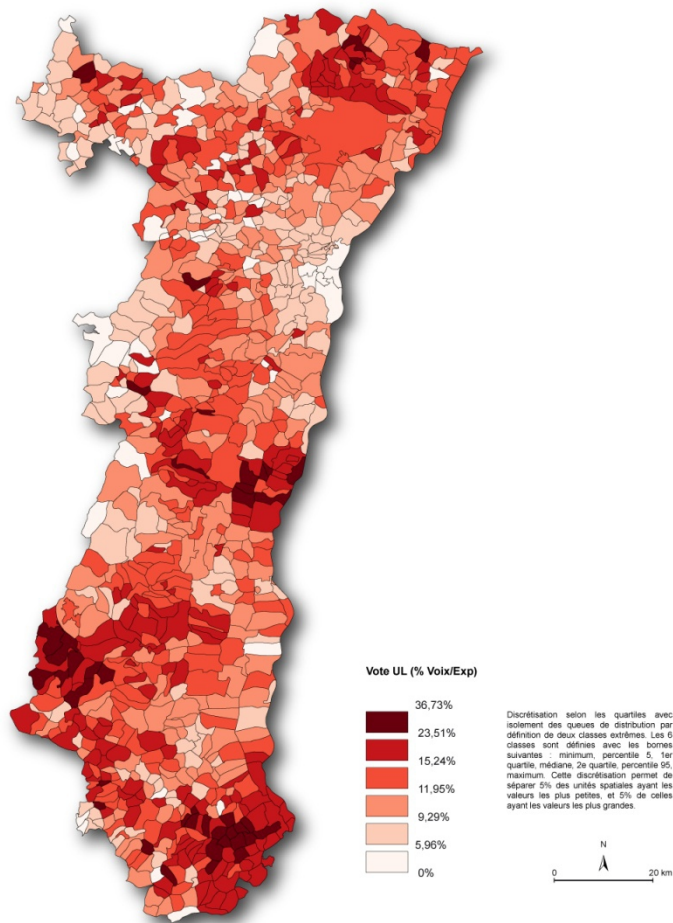 Vote UL (% Voix/Exp)
36,73%
23,51%
15,24%
11,95%
9,29%
5,96%
0%
Discrétisation selon les quartiles avec
isolement des queues de distribution par
définition de deux classes extrêmes. Les 6
classes sont définies avec les bornes
suivantes : minimum, percentile 5, 1er
quartile, médiane, 2e quartile, percentile 95,
maximum. Cette discrétisation permet de
séparer 5% des unités spatiales ayant les
valeurs les plus petites, et 5% de celles
ayant les valeurs les plus grandes.
N
0 20 km